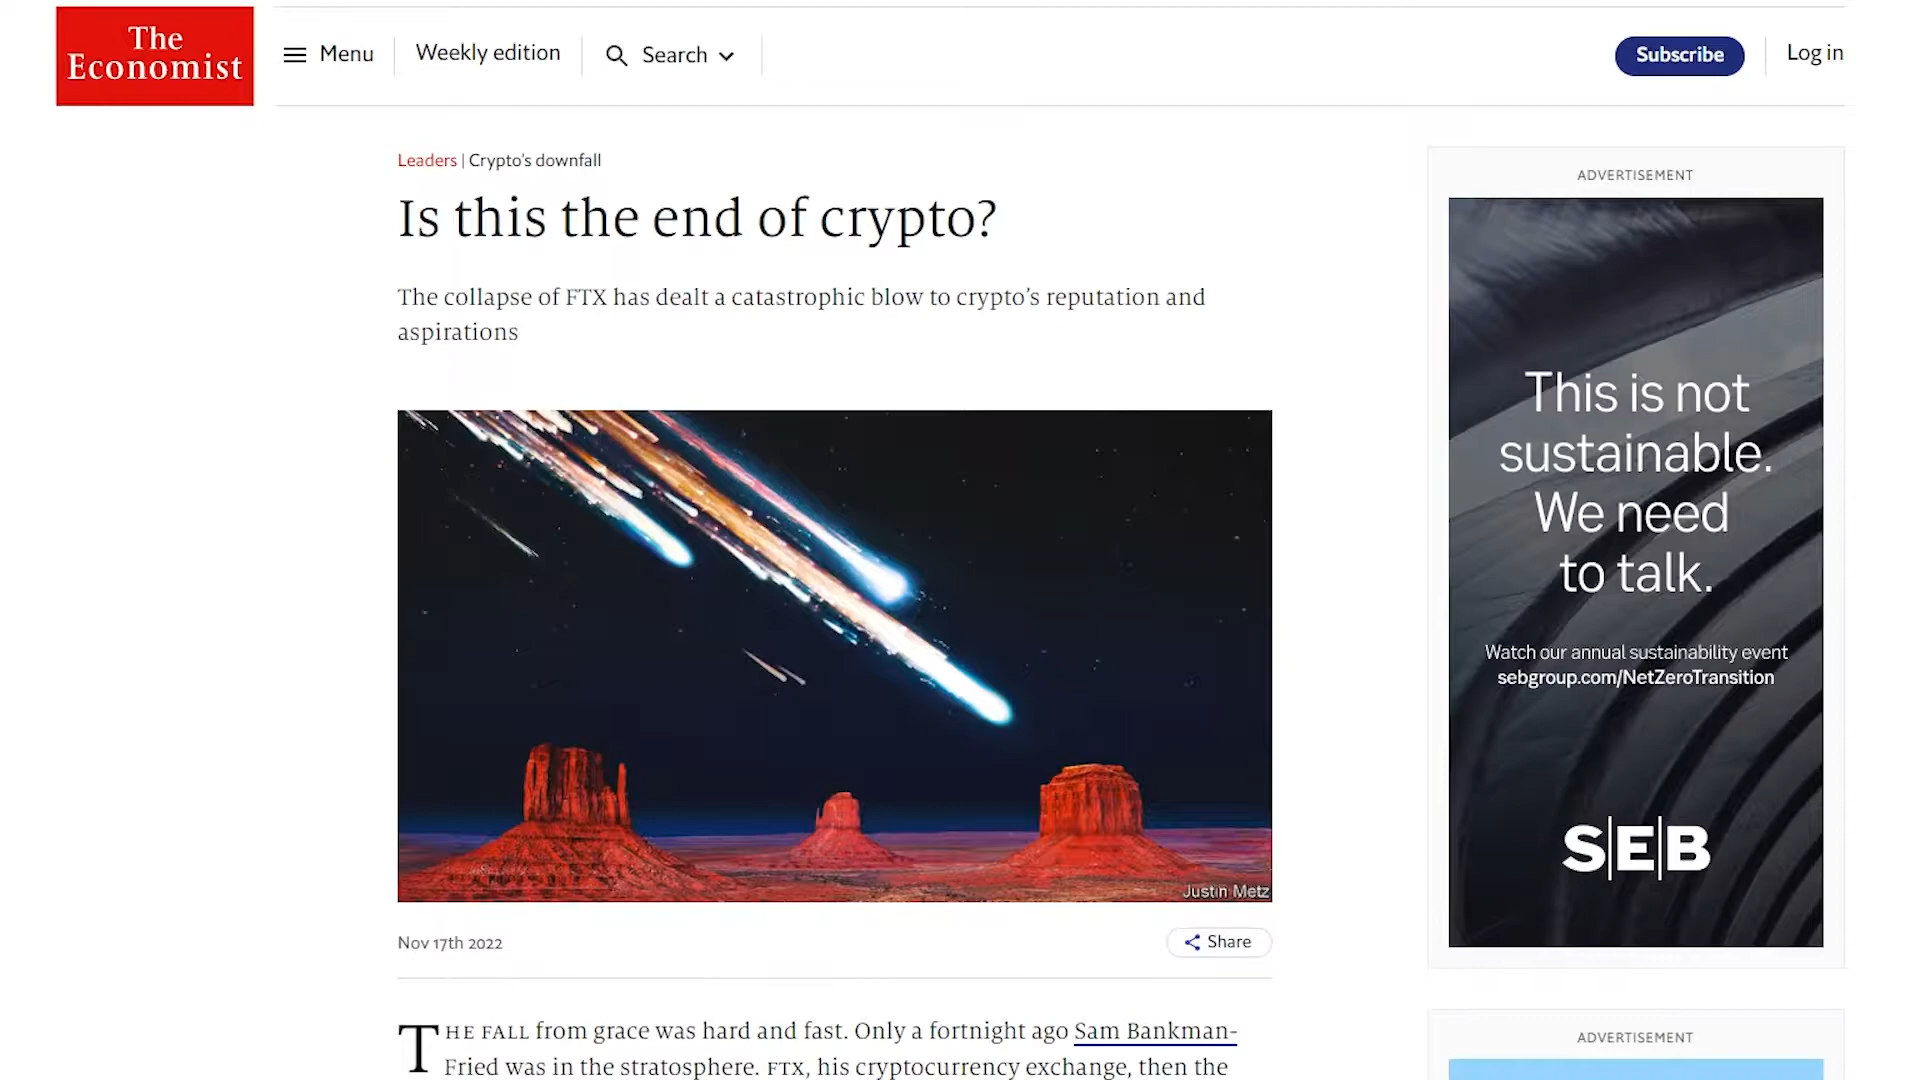 The
Economist
Menu
Weekly edition
Search
Subscribe
Log in
Leaders | Crypto's downfall
Is this the end of crypto?
The collapse of FTX has dealt a catastrophic blow to crypto's reputation and
aspirations
Justin Metz
Nov 17th 2022
Share
THE FALL from grace was hard and fast. Only a fortnight ago Sam Bankman-
Fried was in the stratosphere. FTX, his cryptocurrency exchange, then the
ADVERTISEMENT
This is not
sustainable.
We need
to talk.
Watch our annual sustainability event
sebgroup.com/NetZeroTransition
S|E|B
ADVERTISEMENT